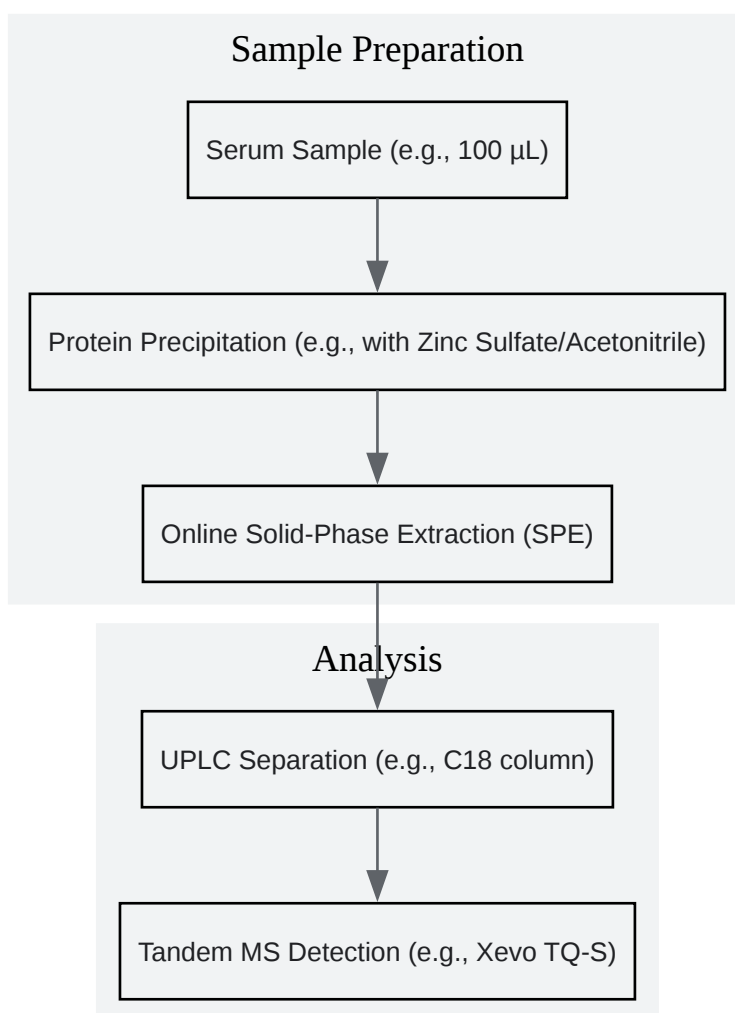 Sample Preparation
Serum Sample (e.g., 100 µL)
Protein Precipitation (e.g., with Zinc Sulfate/Acetonitrile)
Online Solid-Phase Extraction (SPE)
Analysis
UPLC Separation (e.g., C18 column)
Tandem MS Detection (e.g., Xevo TQ-S)